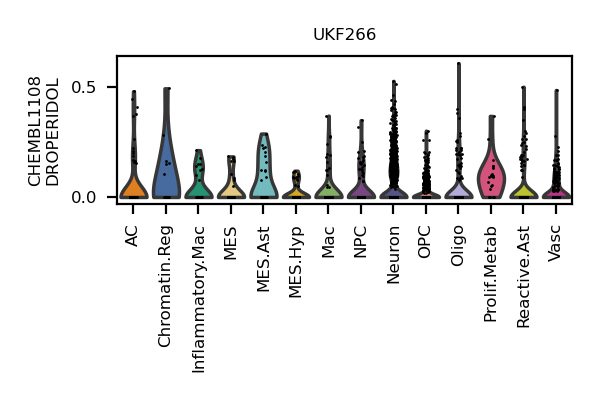 UKF266
CHEMBL1108
DROPERIDOL
0.5
0.0
AC
Chromatin.Reg
Inflammatory.Mac
MES
MES.Ast
MES.Hyp
Mac
NPC
Neuron
OPC
Oligo
Prolif.Metab
Reactive.Ast
Vasc